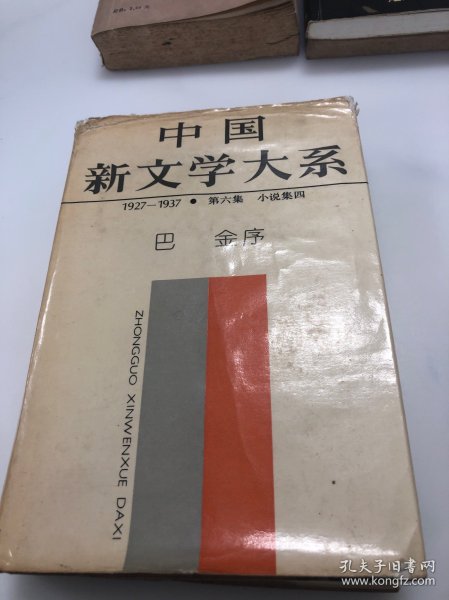 中国
新文学大系
1927—1937 • 第六集 小说集四
巴 金序
ZHONGGUO XINWENXUE DAXI
孔夫子旧书网
www.kongfz.com